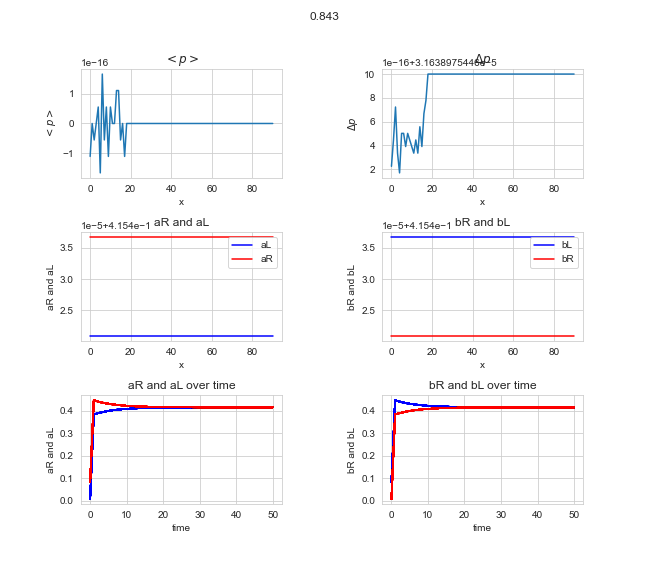 0.843
< p >
Δp
1e−16
1e−16+3.1638975446e−5
< p >
1
0
−1
0 20 40 60 80
x
Δp
10
8
6
4
2
0 20 40 60 80
x
aR and aL
bR and bL
1e−5+4.154e−1
1e−5+4.154e−1
aR and aL
3.5
3.0
2.5
aL
aR
0 20 40 60 80
x
bR and bL
3.5
3.0
2.5
bL
bR
0 20 40 60 80
x
aR and aL over time
bR and bL over time
aR and aL
0.4
0.3
0.2
0.1
0.0
0 10 20 30 40 50
time
bR and bL
0.4
0.3
0.2
0.1
0.0
0 10 20 30 40 50
time